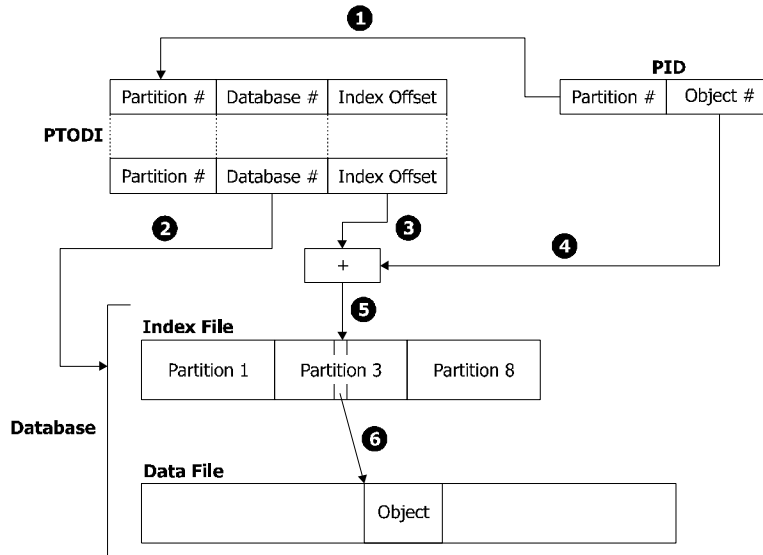 1
PID
Partition # Database # Index Offset
Partition # Object #
PTODI
Partition # Database # Index Offset
2
3
4
+
5
Index File
Partition 1 Partition 3 Partition 8
Database
6
Data File
Object